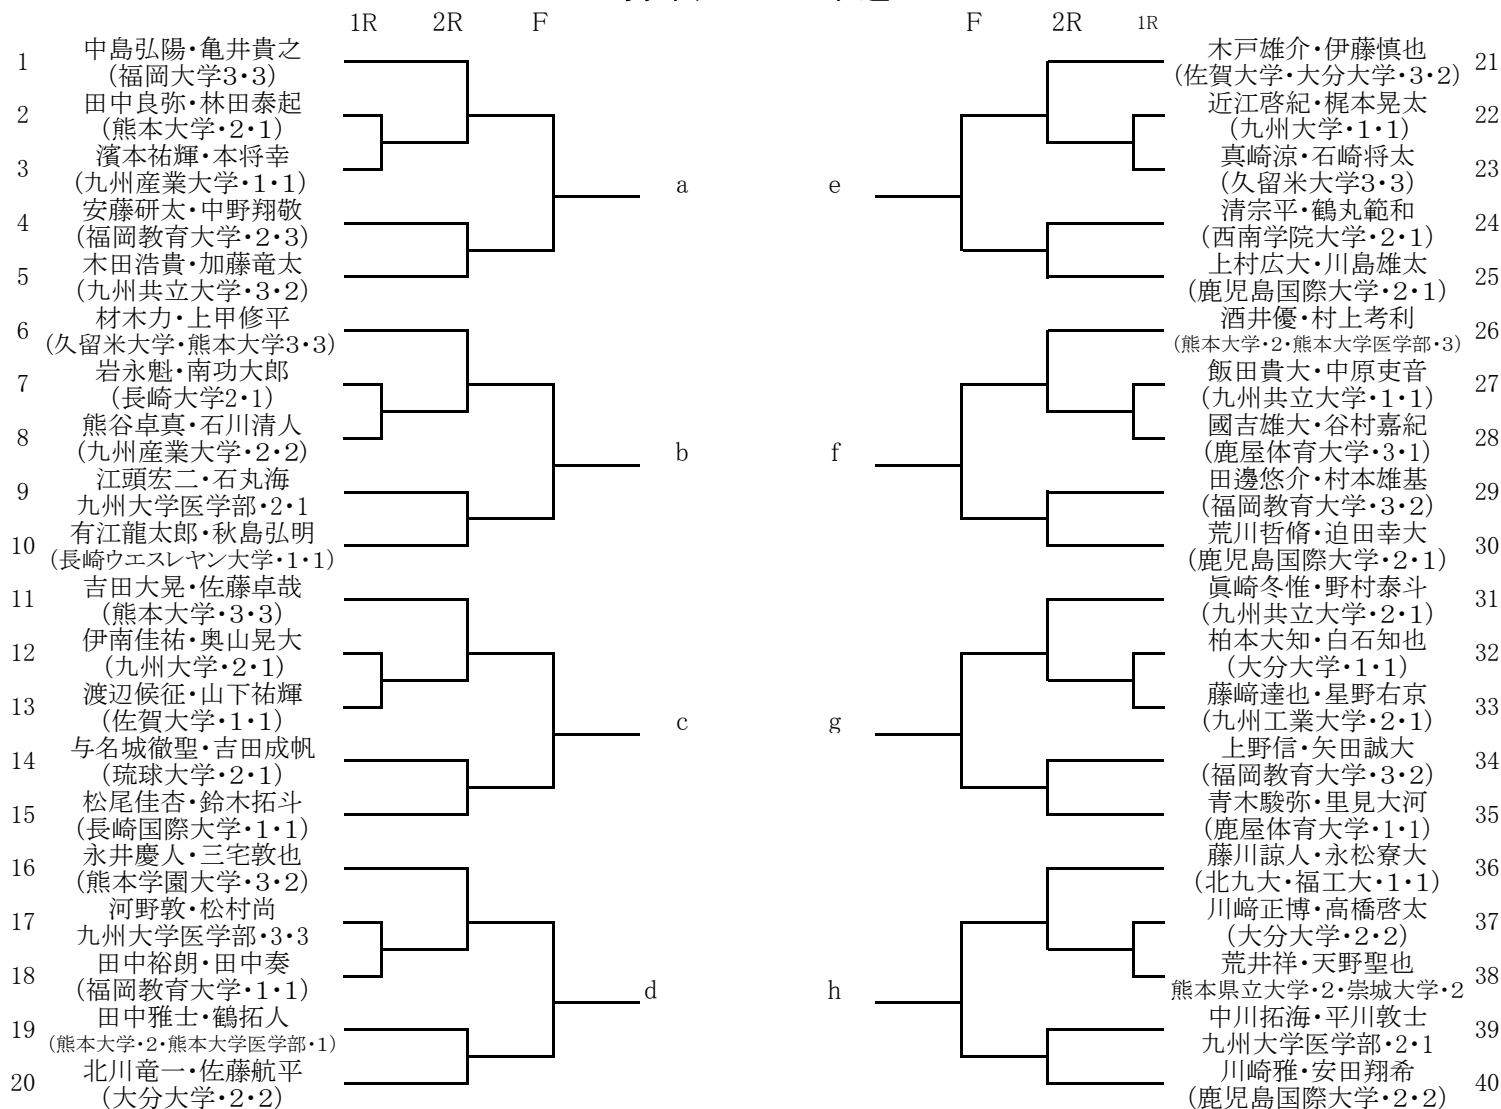 1R 2R F
1
中島弘陽・亀井貴之
(福岡大学3・3)
2
田中良弥・林田泰起
(熊本大学・2・1)
3
濱本祐輝・本将幸
(九州産業大学・1・1)
4
安藤研太・中野翔敬
(福岡教育大学・2・3)
5
木田浩貴・加藤竜太
(九州共立大学・3・2)
a
6
材木力・上甲修平
(久留米大学・熊本大学3・3)
7
岩永魁・南功大郎
(長崎大学2・1)
8
熊谷卓真・石川清人
(九州産業大学・2・2)
9
江頭宏二・石丸海
九州大学医学部・2・1
10
有江龍太郎・秋島弘明
(長崎ウエスレヤン大学・1・1)
b
11
吉田大晃・佐藤卓哉
(熊本大学・3・3)
12
伊南佳祐・奥山晃大
(九州大学・2・1)
13
渡辺候征・山下祐輝
(佐賀大学・1・1)
14
与名城徹聖・吉田成帆
(琉球大学・2・1)
15
松尾佳杏・鈴木拓斗
(長崎国際大学・1・1)
c
16
永井慶人・三宅敦也
(熊本学園大学・3・2)
17
河野敦・松村尚
九州大学医学部・3・3
18
田中裕朗・田中奏
(福岡教育大学・1・1)
19
田中雅士・鶴拓人
(熊本大学・2・熊本大学医学部・1)
20
北川竜一・佐藤航平
(大分大学・2・2)
d
F 2R 1R
木戸雄介・伊藤慎也
21
(佐賀大学・大分大学・3・2)
近江啓紀・梶本晃太
22
(九州大学・1・1)
真崎涼・石崎将太
23
(久留米大学3・3)
清宗平・鶴丸範和
24
(西南学院大学・2・1)
上村広大・川島雄太
25
(鹿児島国際大学・2・1)
e
酒井優・村上考利
26
(熊本大学・2・熊本大学医学部・3)
飯田貴大・中原吏音
27
(九州共立大学・1・1)
國吉雄大・谷村嘉紀
28
(鹿屋体育大学・3・1)
田邊悠介・村本雄基
29
(福岡教育大学・3・2)
荒川哲脩・迫田幸大
30
(鹿児島国際大学・2・1)
f
眞崎冬惟・野村泰斗
31
(九州共立大学・2・1)
柏本大知・白石知也
32
(大分大学・1・1)
藤﨑達也・星野右京
33
(九州工業大学・2・1)
上野信・矢田誠大
34
(福岡教育大学・3・2)
青木駿弥・里見大河
35
(鹿屋体育大学・1・1)
g
藤川諒人・永松寮大
36
(北九大・福工大・1・1)
川﨑正博・高橋啓太
37
(大分大学・2・2)
荒井祥・天野聖也
38
熊本県立大学・2・崇城大学・2
中川拓海・平川敦士
39
九州大学医学部・2・1
川崎雅・安田翔希
40
(鹿児島国際大学・2・2)
h